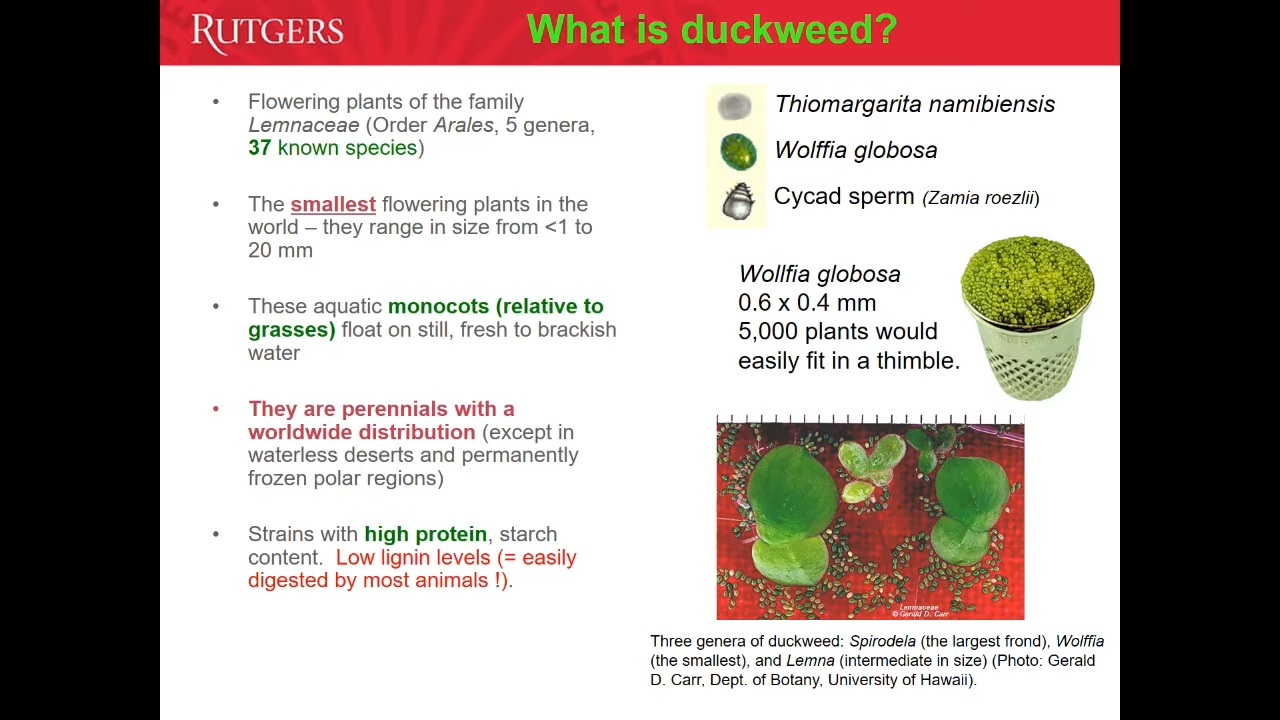 RUTGERS
What is duckweed?
• Flowering plants of the family
Lemnaceae (Order Arales, 5 genera,
37 known species)
• The smallest flowering plants in the
world – they range in size from <1 to
20 mm
• These aquatic monocots (relative to
grasses) float on still, fresh to brackish
water
• They are perennials with a
worldwide distribution (except in
waterless deserts and permanently
frozen polar regions)
• Strains with high protein, starch
content.  Low lignin levels (= easily
digested by most animals !).
Thiomargarita namibiensis
Wolffia globosa
Cycad sperm (Zamia roezlii)
Wollfia globosa
0.6 x 0.4 mm
5,000 plants would
easily fit in a thimble.
Lemnaceae
© Gerald D. Carr
Three genera of duckweed: Spirodela (the largest frond), Wolffia
(the smallest), and Lemna (intermediate in size) (Photo: Gerald
D. Carr, Dept. of Botany, University of Hawaii).